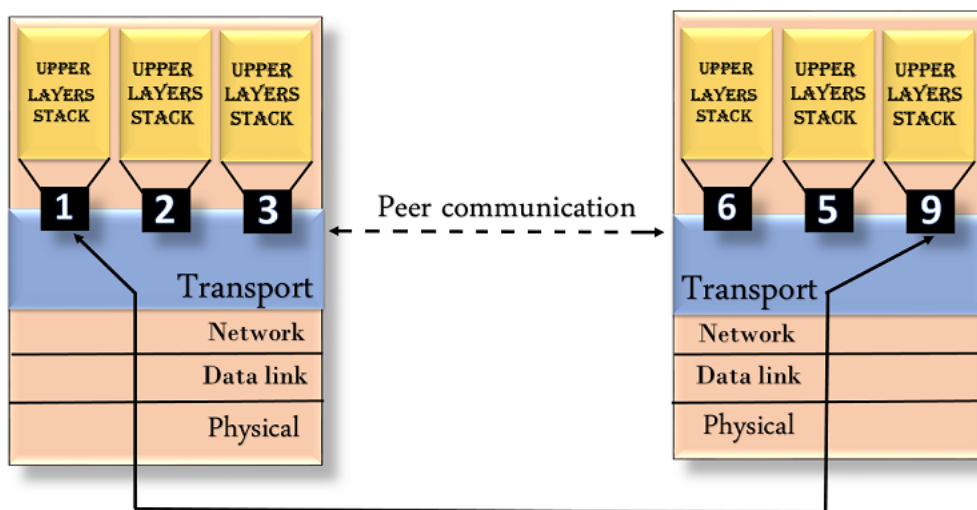 UPPER
LAYERS
STACK
UPPER
LAYERS
STACK
UPPER
LAYERS
STACK
1
2
3
Transport
Network
Data link
Physical
Peer communication
UPPER
LAYERS
STACK
UPPER
LAYERS
STACK
UPPER
LAYERS
STACK
6
5
9
Transport
Network
Data link
Physical